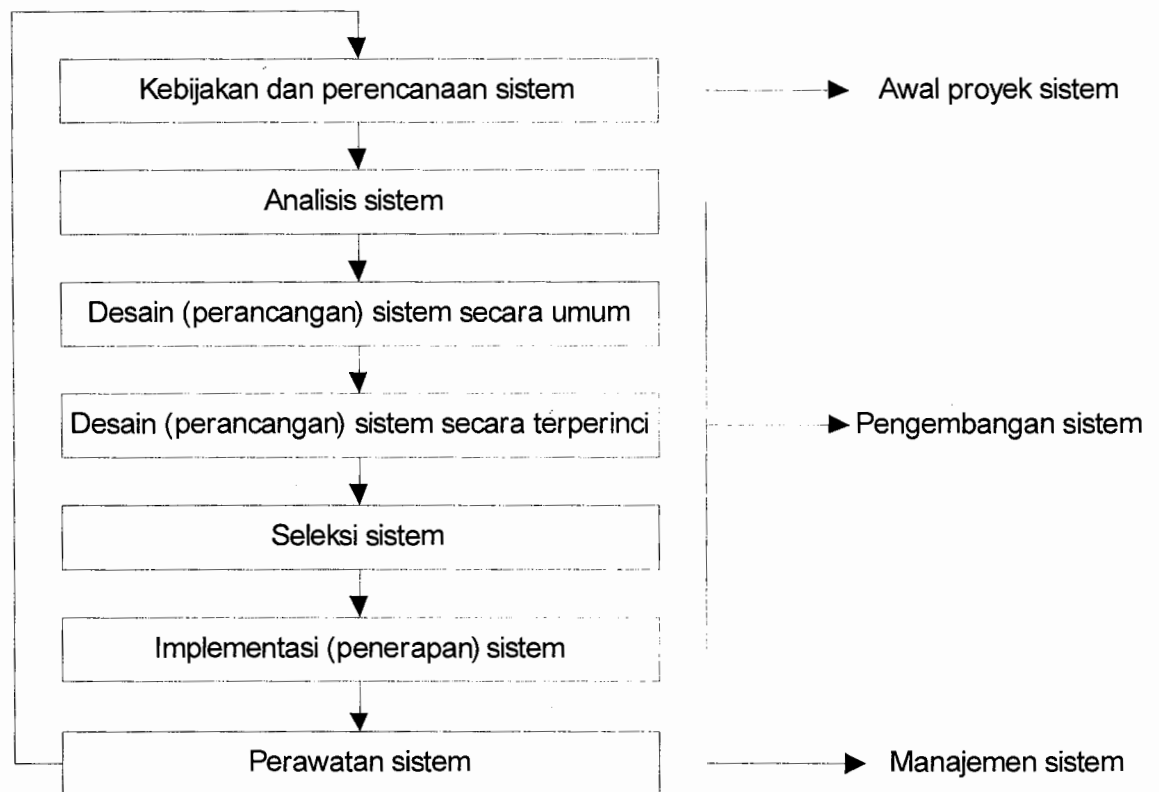 Kebijakan dan perencanaan sistem
Awal proyek sistem
Analisis sistem
Desain (perancangan) sistem secara umum
Desain (perancangan) sistem secara terperinci
Pengembangan sistem
Seleksi sistem
Implementasi (penerapan) sistem
Perawatan sistem
Manajemen sistem